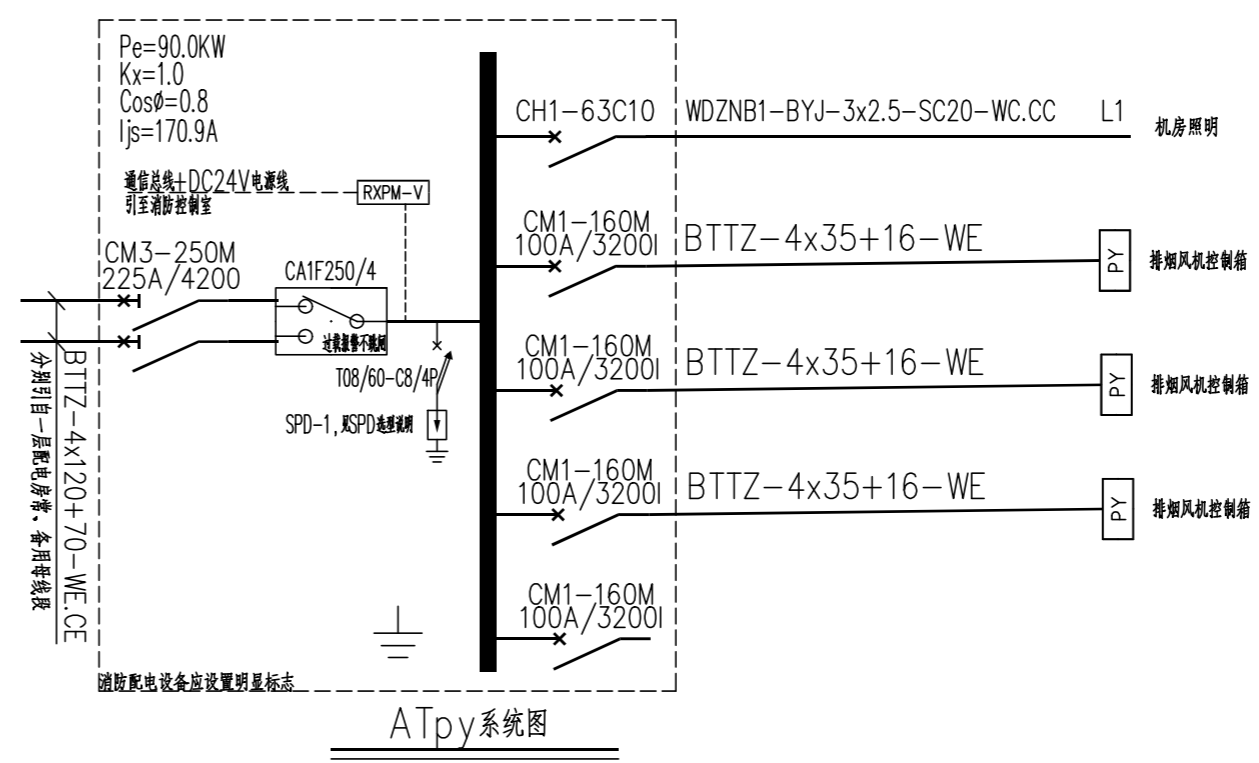 Pe=90.0KW
Kx=1.0
CosØ=0.8
Ijs=170.9A
通信总线+DC24V电源线
引至消防控制室
RXPM-V
CM3-250M
225A/4200
CA1F250/4
过载报警不跳闸
T08/60-C8/4P
SPD-1,见SPD选型说明
BTTZ-4x120+70-WE.CE
分别引自一层配电房常、备用母线段
CH1-63C10
WDZNB1-BYJ-3x2.5-SC20-WC.CC
L1
机房照明
CM1-160M
100A/3200I
BTTZ-4x35+16-WE
PY
排烟风机控制箱
CM1-160M
100A/3200I
BTTZ-4x35+16-WE
PY
排烟风机控制箱
CM1-160M
100A/3200I
BTTZ-4x35+16-WE
PY
排烟风机控制箱
CM1-160M
100A/3200I
消防配电设备应设置明显标志
ATpy系统图